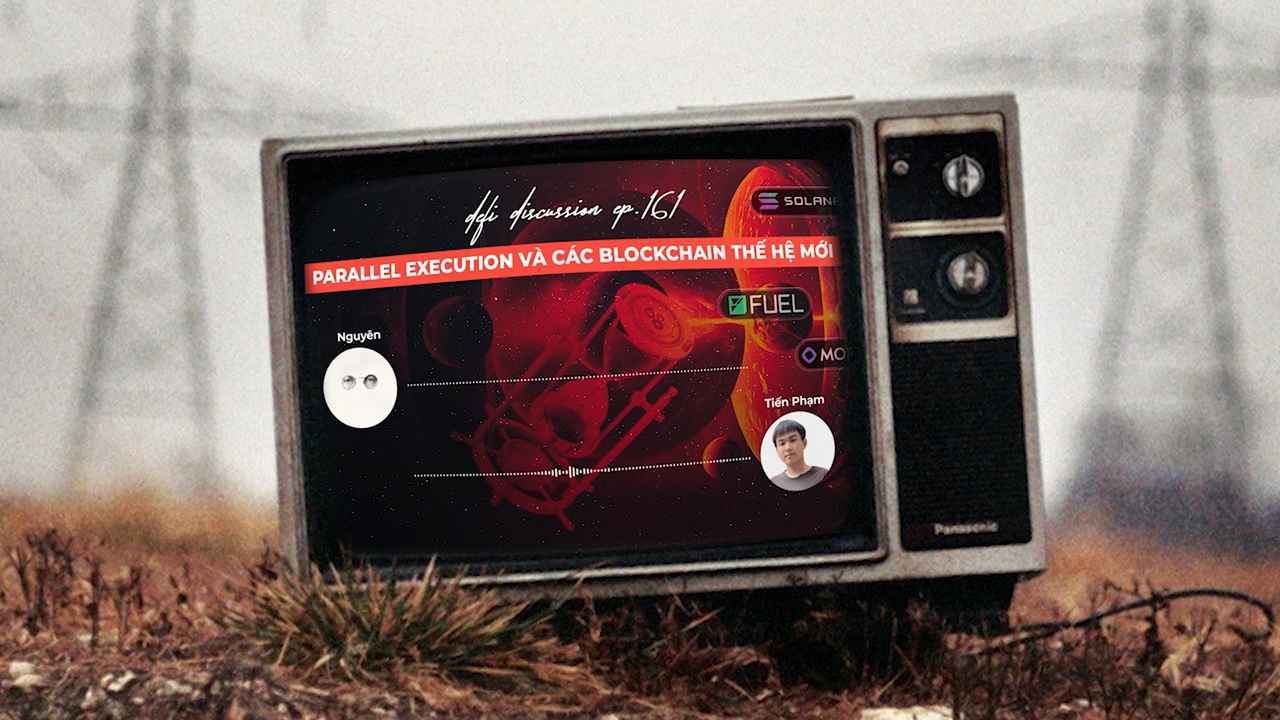 defi discussion ep.161
SOLANA
PARALLEL EXECUTION VÀ CÁC BLOCKCHAIN THẾ HỆ MỚI
FUEL
Nguyên
MO
Tiến Phạm
Panasonic